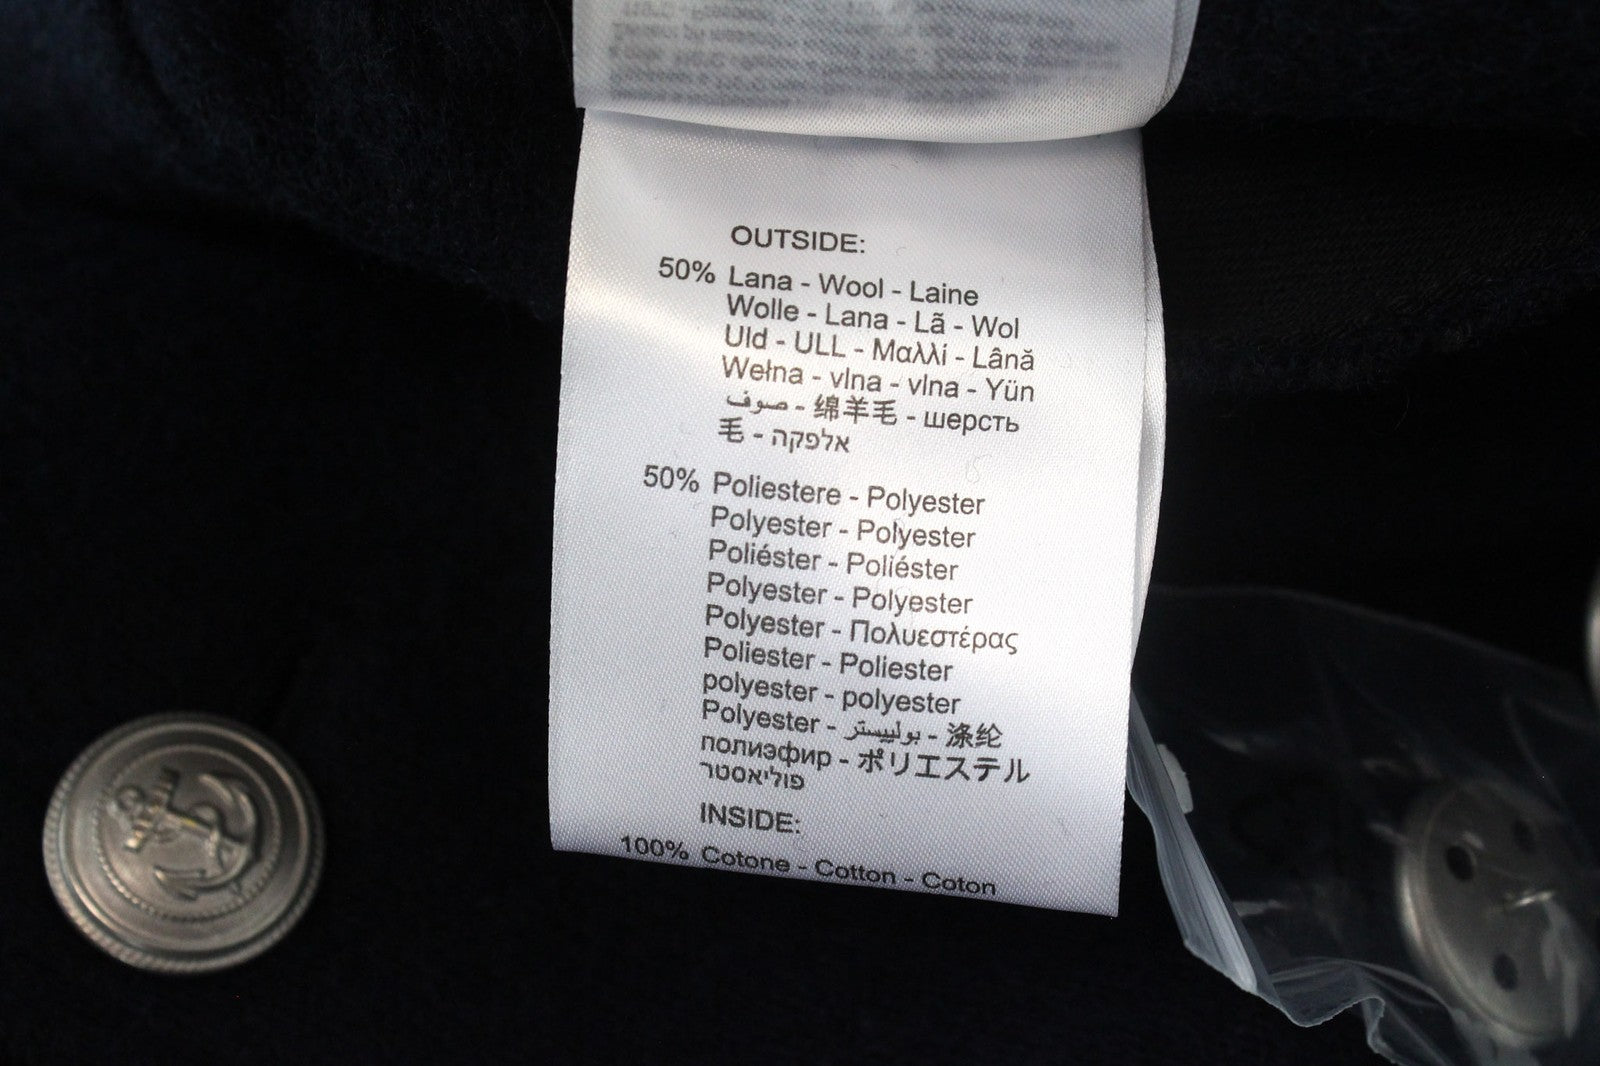 OUTSIDE:
50% Lana - Wool - Laine
Wolle - Lana - Lã - Wol
Uld - ULL - Μαλλί - Lână
Wełna - vlna - vlna - Yün
صوف - 绵羊毛 - шерсть
毛 - אלפקה
50% Poliestere - Polyester
Polyester - Polyester
Poliéster - Poliéster
Polyester - Polyester
Polyester - Πολυεστέρας
Poliester - Poliester
polyester - polyester
Polyester - بولييستر - 涤纶
полиэфир - ポリエステル
פוליאסטר
INSIDE:
100% Cotone - Cotton - Coton